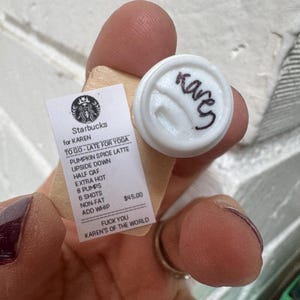 Starbucks
for KAREN
TO GO - LATE FOR YOGA
PUMPKIN SPICE LATTE
UPSIDE DOWN
HALF CAF
EXTRA HOT
8 PUMPS
6 SHOTS
NON FAT
ADD WHIP $45.00
FUCK YOU
KAREN'S OF THE WORLD
Karen